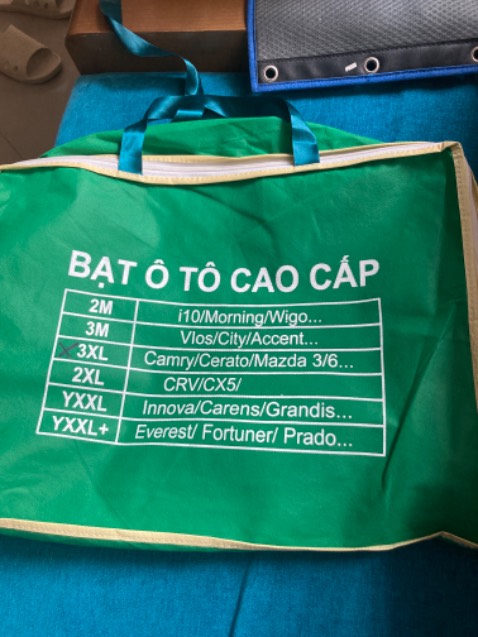 BẠT Ô TÔ CAO CẤP
2M i10/Morning/Wigo...
3M Vlos/City/Accent...
3XL Camry/Cerato/Mazda 3/6...
2XL CRV/CX5/
YXXL Innova/Carens/Grandis...
YXXL+ Everest/ Fortuner/ Prado...